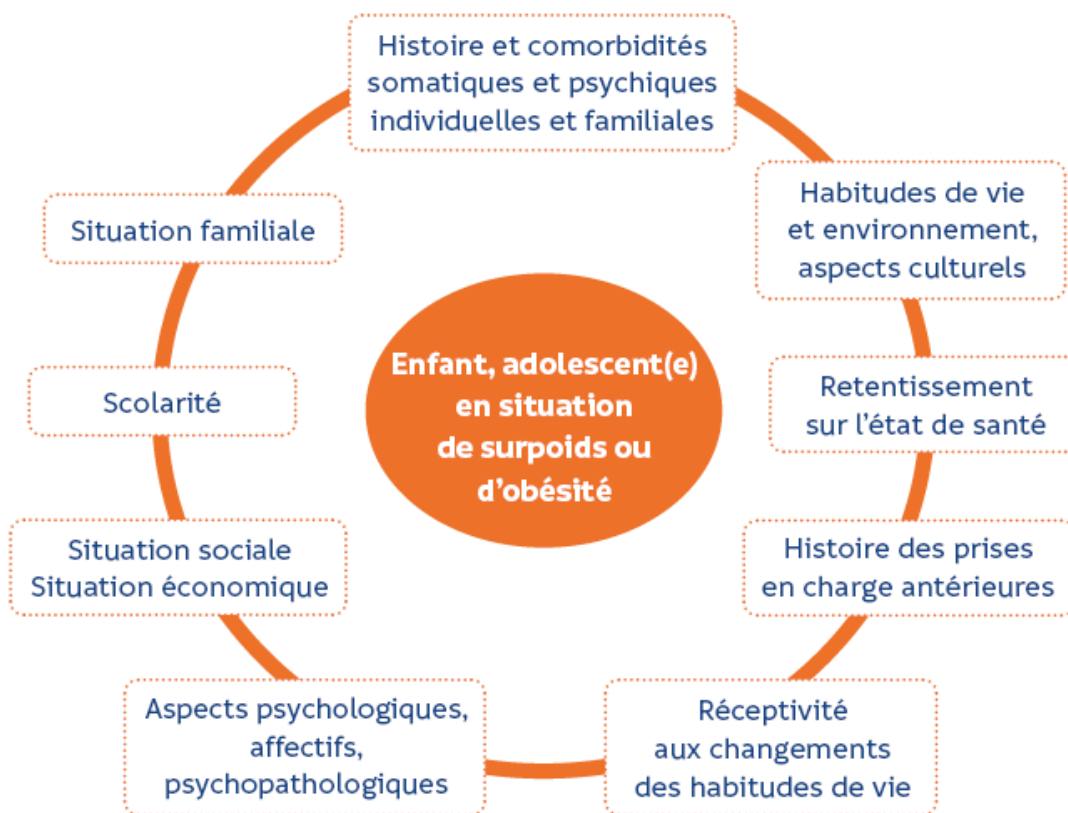 Histoire et comorbidités
somatiques et psychiques
individuelles et familiales
Habitudes de vie
et environnement,
aspects culturels
Retentissement
sur l'état de santé
Histoire des prises
en charge antérieures
Réceptivité
aux changements
des habitudes de vie
Aspects psychologiques,
affectifs,
psychopathologiques
Situation sociale
Situation économique
Scolarité
Situation familiale
Enfant, adolescent(e)
en situation
de surpoids ou
d'obésité